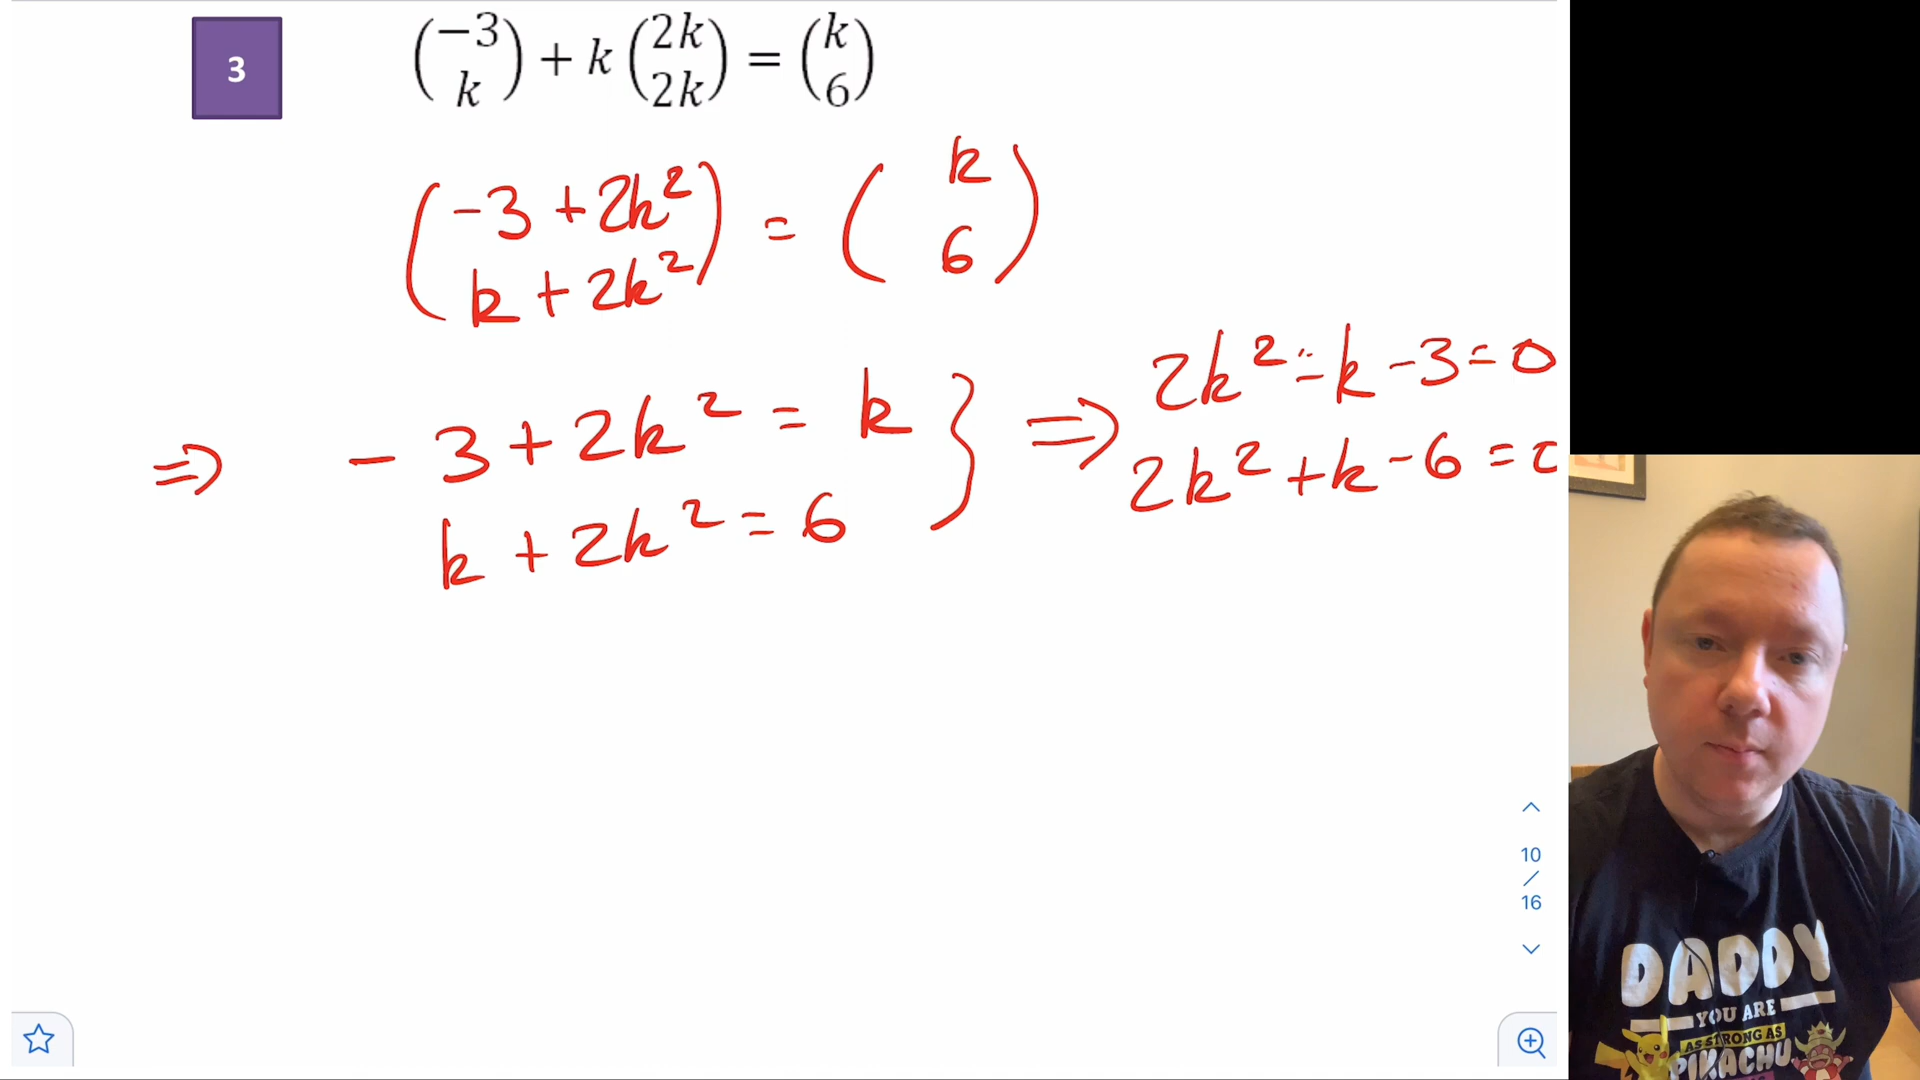 3
(−3 k) + k (2k 2k) = (k 6)
(-3 + 2k² k + 2k²) = (k 6)
⇒ -3 + 2k² = k
k + 2k² = 6
} ⇒ 2k² - k - 3 = 0
2k² + k - 6 = 0
10
/
16
DADDY
YOU ARE
AS STRONG AS
PIKACHU